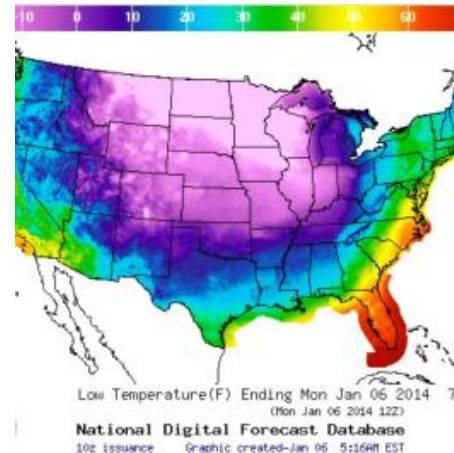 -10 0 10 20 30 40 50 60
Low Temperature(F) Ending Mon Jan 06 2014 7
(Mon Jan 06 2014 12Z)
National Digital Forecast Database
10z issuance Graphic created-Jan 06 5:16AM EST